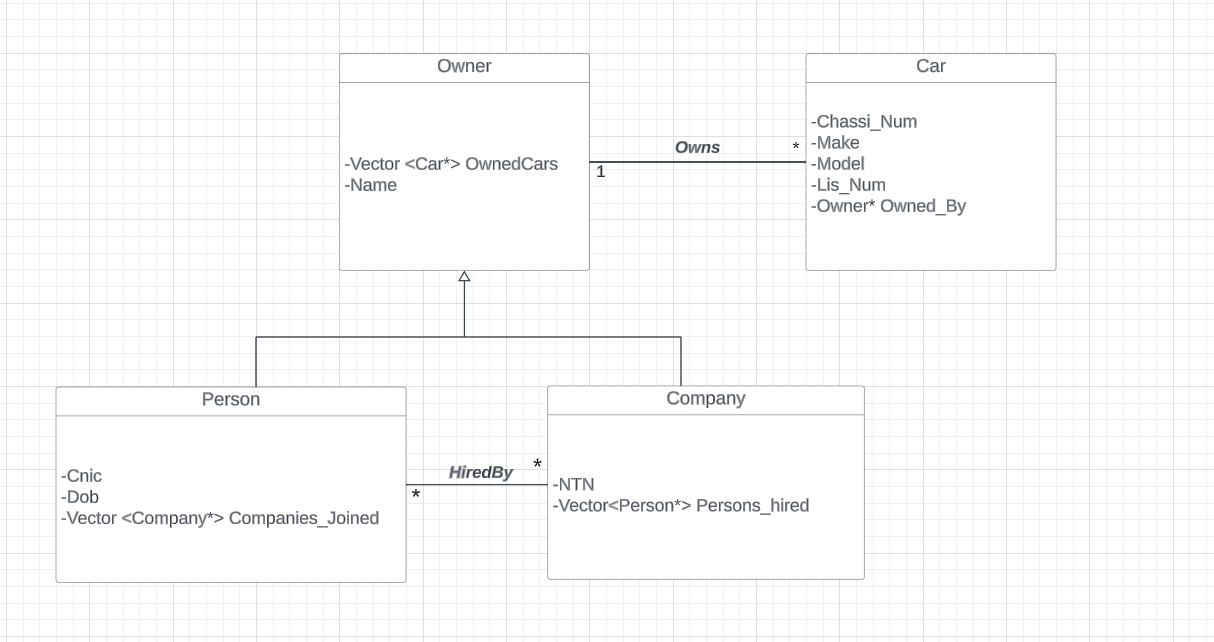 Owner
-Vector <Car*> OwnedCars
-Name
Owns
1
*
Car
-Chassi_Num
-Make
-Model
-Lis_Num
-Owner* Owned_By
Person
-Cnic
-Dob
-Vector <Company*> Companies_Joined
HiredBy
*
*
Company
-NTN
-Vector<Person*> Persons_hired